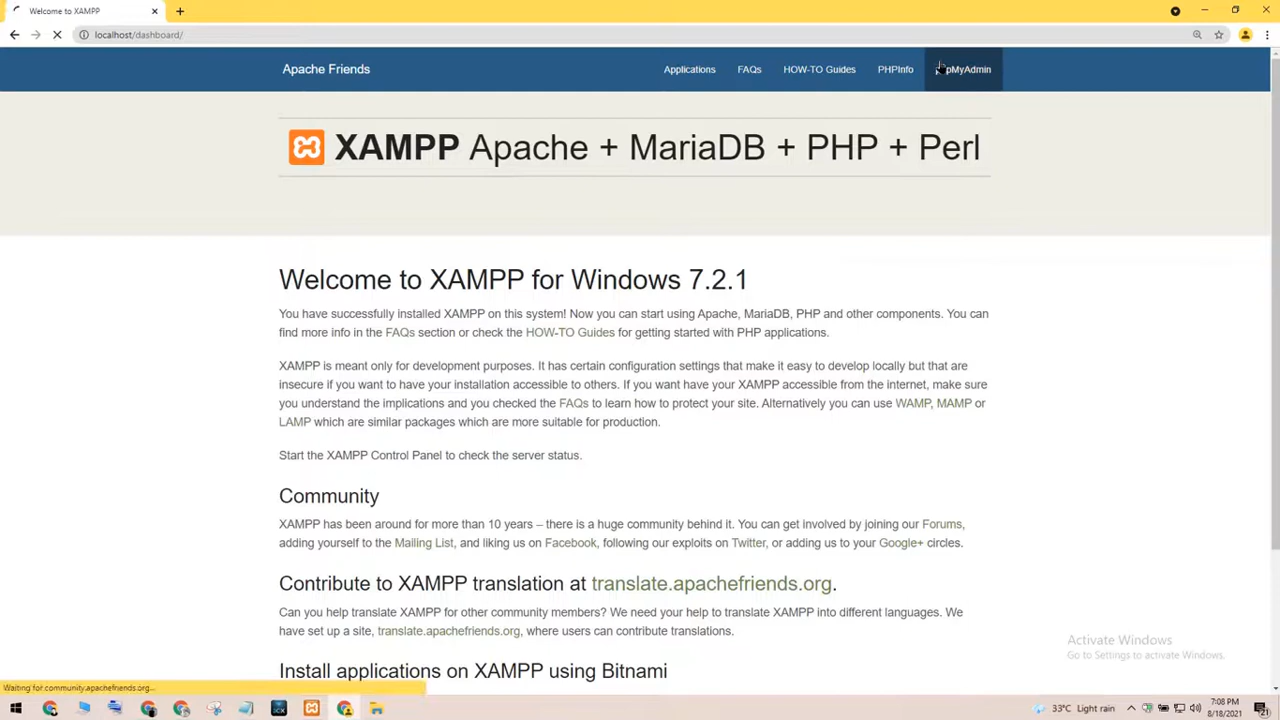 Welcome to XAMPP
localhost/dashboard/
Apache Friends
Applications
FAQs
HOW-TO Guides
PHPInfo
pMyAdmin
XAMPP Apache + MariaDB + PHP + Perl
Welcome to XAMPP for Windows 7.2.1
You have successfully installed XAMPP on this system! Now you can start using Apache, MariaDB, PHP and other components. You
can find more info in the FAQs section or check the HOW-TO Guides for getting started with PHP applications.
XAMPP is meant only for development purposes. It has certain configuration settings that make it easy to develop locally but that are
insecure if you want to have your installation accessible to others. If you want have your XAMPP accessible from the internet, make sure
you understand the implications and you checked the FAQs to learn how to protect your site. Alternatively you can use WAMP, MAMP or
LAMP which are similar packages which are more suitable for production.
Start the XAMPP Control Panel to check the server status.
Community
XAMPP has been around for more than 10 years – there is a huge community behind it. You can get involved by joining our Forums,
adding yourself to the Mailing List, and liking us on Facebook, following our exploits on Twitter, or adding us to your Google+ circles.
Contribute to XAMPP translation at translate.apachefriends.org.
Can you help translate XAMPP for other community members? We need your help to translate XAMPP into different languages. We
have set up a site, translate.apachefriends.org, where users can contribute translations.
Activate Windows
Go to Settings to activate Windows.
Install applications on XAMPP using Bitnami
Waiting for community.apachefriends.org...
33°C Light rain
7:08 PM
8/18/2021